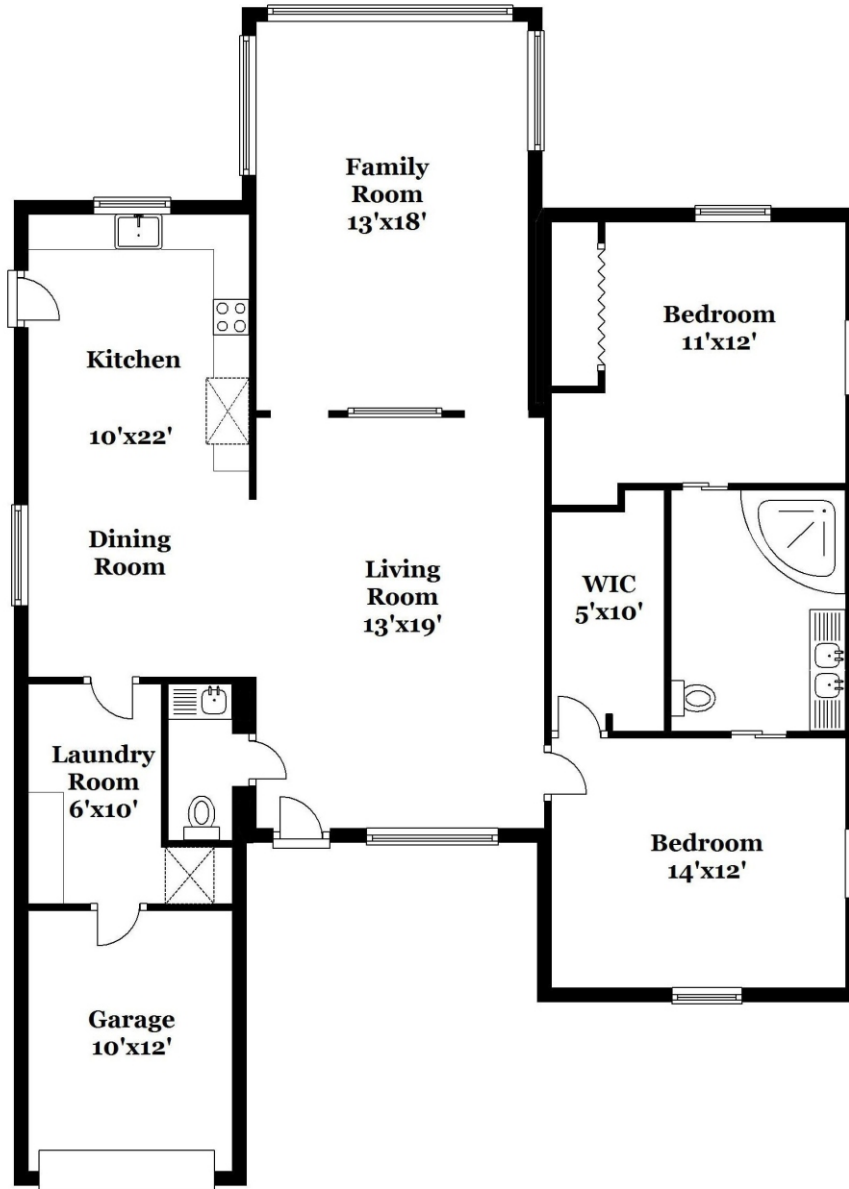 Family
Room
13'x18'
Bedroom
11'x12'
Kitchen
10'x22'
Dining
Room
Living
Room
13'x19'
WIC
5'x10'
Laundry
Room
6'x10'
Bedroom
14'x12'
Garage
10'x12'